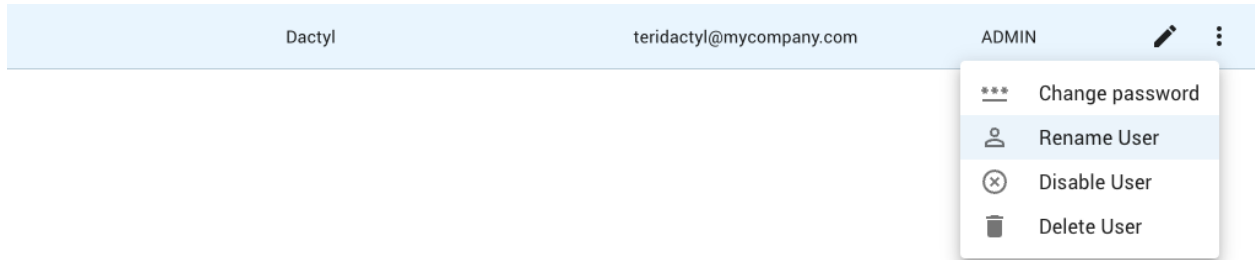 Dactyl teridactyl@mycompany.com ADMIN
Change password
Rename User
Disable User
Delete User